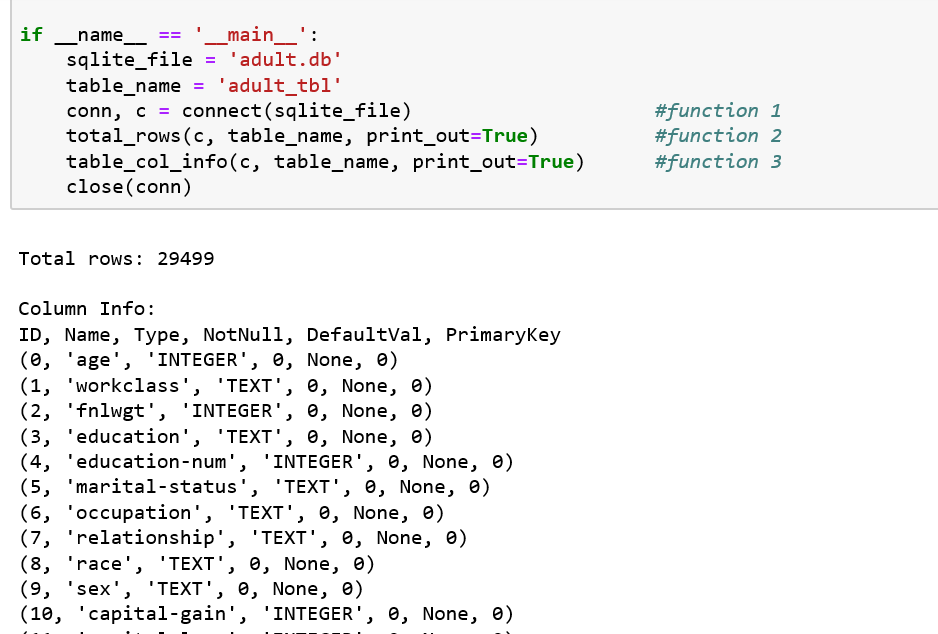 if __name__ == '__main__':
    sqlite_file = 'adult.db'
    table_name = 'adult_tbl'
    conn, c = connect(sqlite_file)                     #function 1
    total_rows(c, table_name, print_out=True)          #function 2
    table_col_info(c, table_name, print_out=True)      #function 3
    close(conn)
Total rows: 29499
Column Info:
ID, Name, Type, NotNull, DefaultVal, PrimaryKey
(0, 'age', 'INTEGER', 0, None, 0)
(1, 'workclass', 'TEXT', 0, None, 0)
(2, 'fnlwgt', 'INTEGER', 0, None, 0)
(3, 'education', 'TEXT', 0, None, 0)
(4, 'education-num', 'INTEGER', 0, None, 0)
(5, 'marital-status', 'TEXT', 0, None, 0)
(6, 'occupation', 'TEXT', 0, None, 0)
(7, 'relationship', 'TEXT', 0, None, 0)
(8, 'race', 'TEXT', 0, None, 0)
(9, 'sex', 'TEXT', 0, None, 0)
(10, 'capital-gain', 'INTEGER', 0, None, 0)